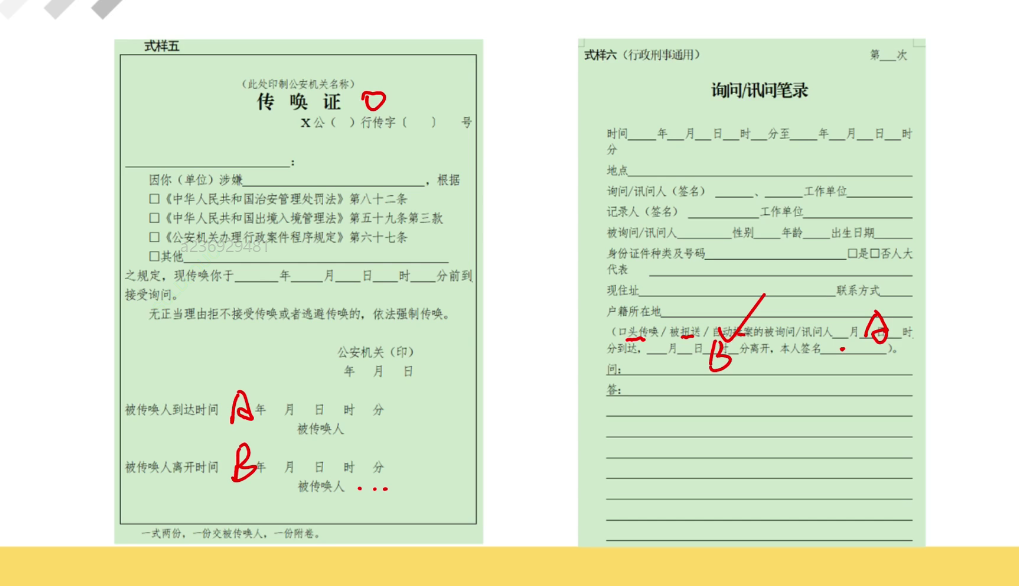 式样五
（此处印制公安机关名称）
传 唤 证
X公（ ）行传字〔 〕 号
________________：
因你（单位）涉嫌________________，根据
□《中华人民共和国治安管理处罚法》第八十二条
□《中华人民共和国出境入境管理法》第五十九条第三款
□《公安机关办理行政案件程序规定》第六十七条
a236929481
□其他________________
之规定，现传唤你于______年____月____日____时____分前到
接受询问。
无正当理由拒不接受传唤或者逃避传唤的，依法强制传唤。
公安机关（印）
年 月 日
被传唤人到达时间 A 年 月 日 时 分
被传唤人
被传唤人离开时间 B 年 月 日 时 分
被传唤人
一式两份，一份交被传唤人，一份附卷。
式样六（行政刑事通用）
第___次
询问/讯问笔录
时间____年__月__日__时__分至____年__月__日__时
分
地点________________
询问/讯问人（签名）______、______工作单位______
记录人（签名）______工作单位______
被询问/讯问人______性别____年龄____出生日期____
身份证件种类及号码________________□是□否人大
代表________________
现住址________________联系方式____
户籍所在地________________
（口头传唤/被扭送/自动投案的被询问/讯问人__月__日__时
A
分到达，__月__日__时__分离开，本人签名________）。
B
问：
答：